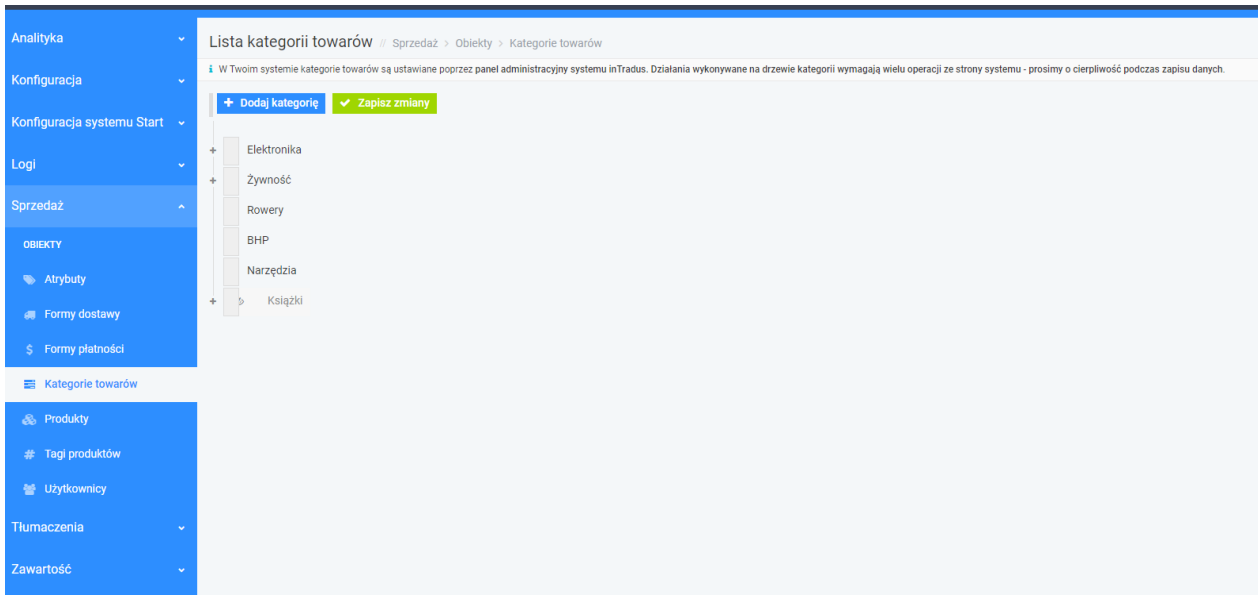 Analityka
Konfiguracja
Konfiguracja systemu Start
Logi
Sprzedaż
OBIEKTY
Atrybuty
Formy dostawy
$ Formy płatności
Kategorie towarów
Produkty
# Tagi produktów
Użytkownicy
Tłumaczenia
Zawartość
Lista kategorii towarów // Sprzedaż > Obiekty > Kategorie towarów
i W Twoim systemie kategorie towarów są ustawiane poprzez panel administracyjny systemu inTradus. Działania wykonywane na drzewie kategorii wymagają wielu operacji ze strony systemu - prosimy o cierpliwość podczas zapisu danych.
+ Dodaj kategorię ✔ Zapisz zmiany
+ Elektronika
+ Żywność
Rowery
BHP
Narzędzia
+ Książki